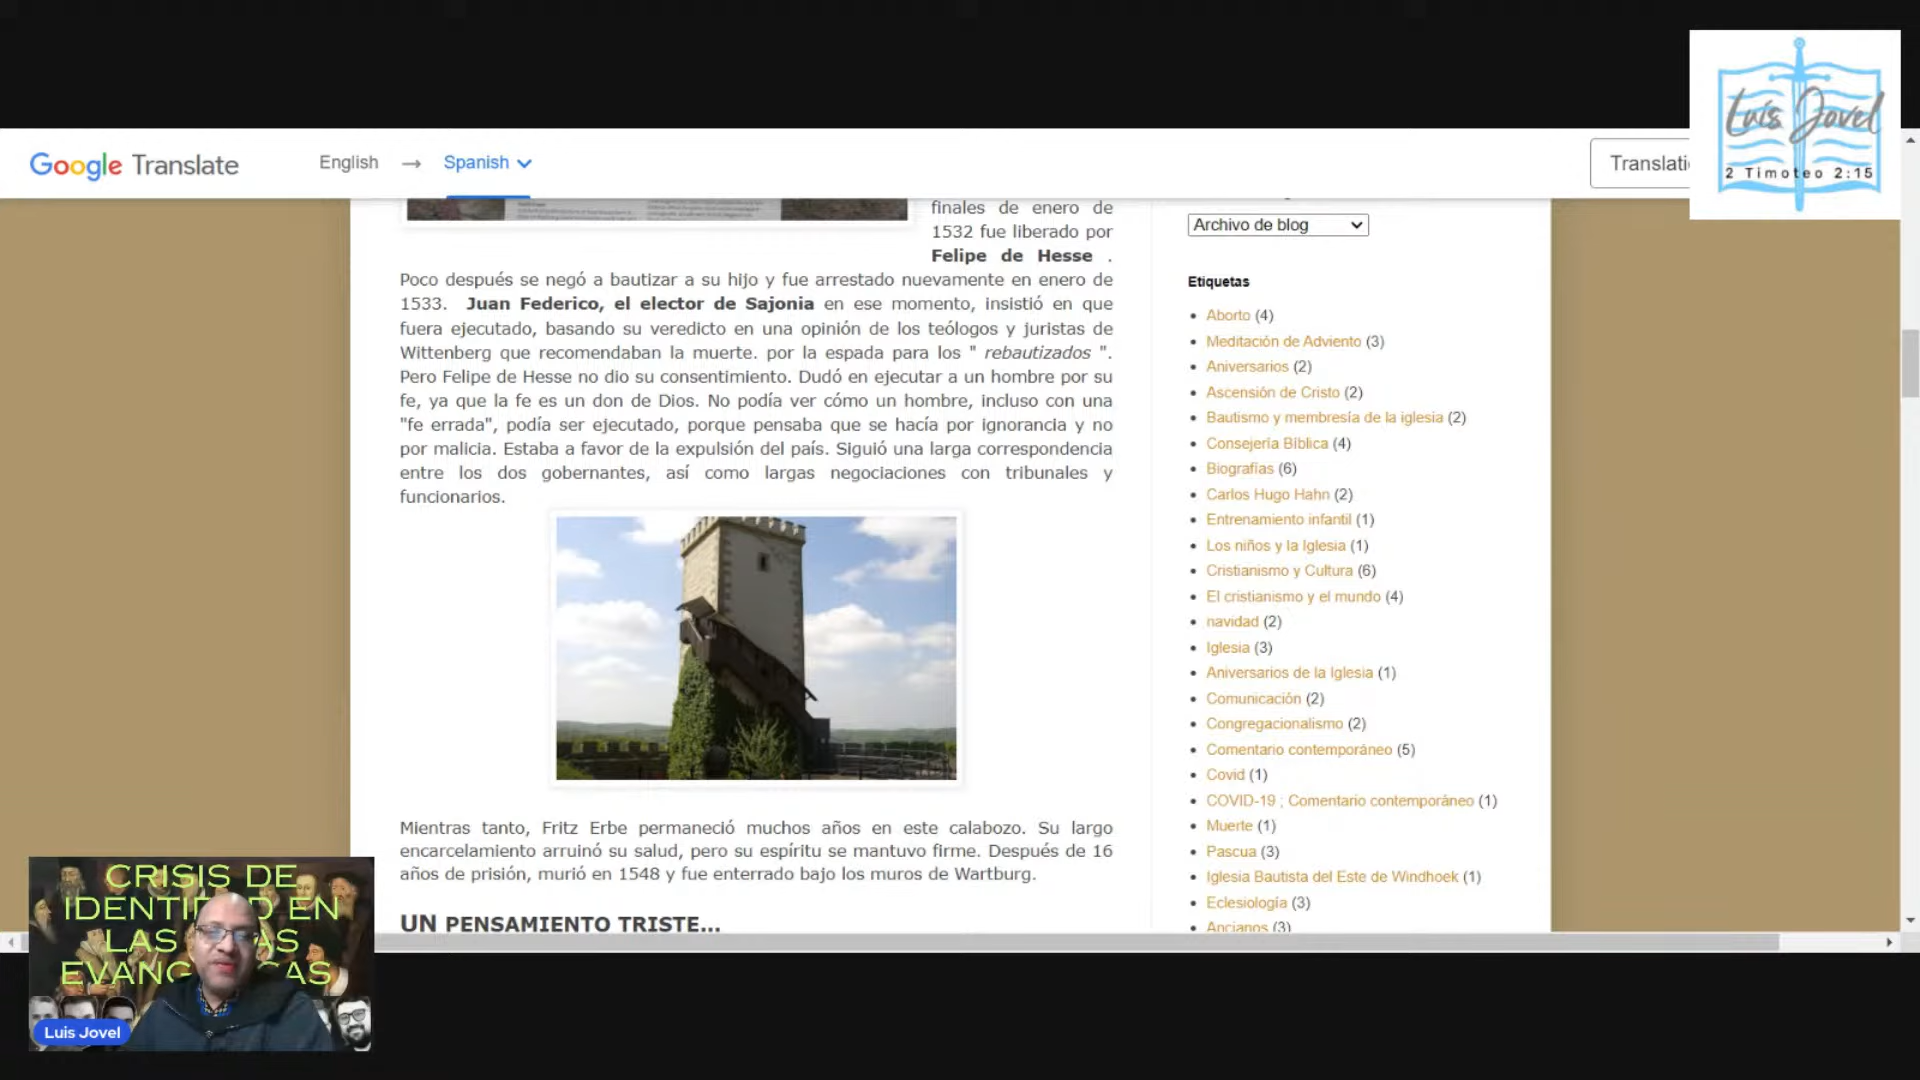 Luis Jovel
2 Timoteo 2:15
Google Translate
English → Spanish
Translati
finales de enero de
1532 fue liberado por
Felipe de Hesse .
Poco después se negó a bautizar a su hijo y fue arrestado nuevamente en enero de
1533. Juan Federico, el elector de Sajonia en ese momento, insistió en que
fuera ejecutado, basando su veredicto en una opinión de los teólogos y juristas de
Wittenberg que recomendaban la muerte. por la espada para los " rebautizados ".
Pero Felipe de Hesse no dio su consentimiento. Dudó en ejecutar a un hombre por su
fe, ya que la fe es un don de Dios. No podía ver cómo un hombre, incluso con una
"fe errada", podía ser ejecutado, porque pensaba que se hacía por ignorancia y no
por malicia. Estaba a favor de la expulsión del país. Siguió una larga correspondencia
entre los dos gobernantes, así como largas negociaciones con tribunales y
funcionarios.
Mientras tanto, Fritz Erbe permaneció muchos años en este calabozo. Su largo
encarcelamiento arruinó su salud, pero su espíritu se mantuvo firme. Después de 16
años de prisión, murió en 1548 y fue enterrado bajo los muros de Wartburg.
UN PENSAMIENTO TRISTE...
Archivo de blog
Etiquetas
Aborto (4)
Meditación de Adviento (3)
Aniversarios (2)
Ascensión de Cristo (2)
Bautismo y membresía de la iglesia (2)
Consejería Bíblica (4)
Biografías (6)
Carlos Hugo Hahn (2)
Entrenamiento infantil (1)
Los niños y la Iglesia (1)
Cristianismo y Cultura (6)
El cristianismo y el mundo (4)
navidad (2)
Iglesia (3)
Aniversarios de la Iglesia (1)
Comunicación (2)
Congregacionalismo (2)
Comentario contemporáneo (5)
Covid (1)
COVID-19 ; Comentario contemporáneo (1)
Muerte (1)
Pascua (3)
Iglesia Bautista del Este de Windhoek (1)
Eclesiología (3)
Ancianos (3)
CRISIS DE
IDENTI D EN
LAS AS
EVANG CAS
Luis Jovel